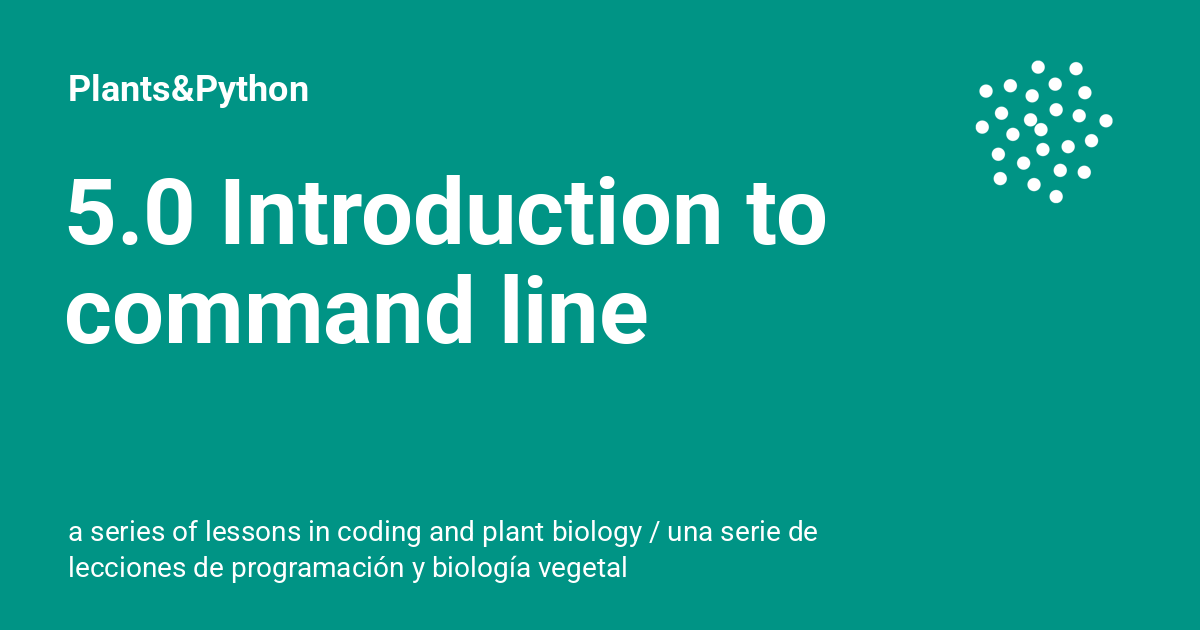 Plants&Python
5.0 Introduction to
command line
a series of lessons in coding and plant biology / una serie de
lecciones de programación y biología vegetal